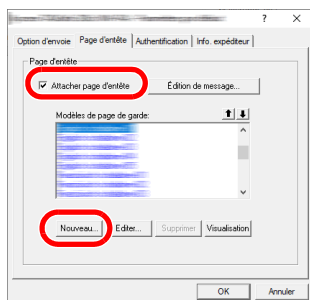 ? ×
Option d'envoie Page d'entête Authentification Info. expéditeur
Page d'entête
Attacher page d'entête Édition de message...
Modèles de page de garde:
Nouveau... Editer... Supprimer Visualisation
OK Annuler